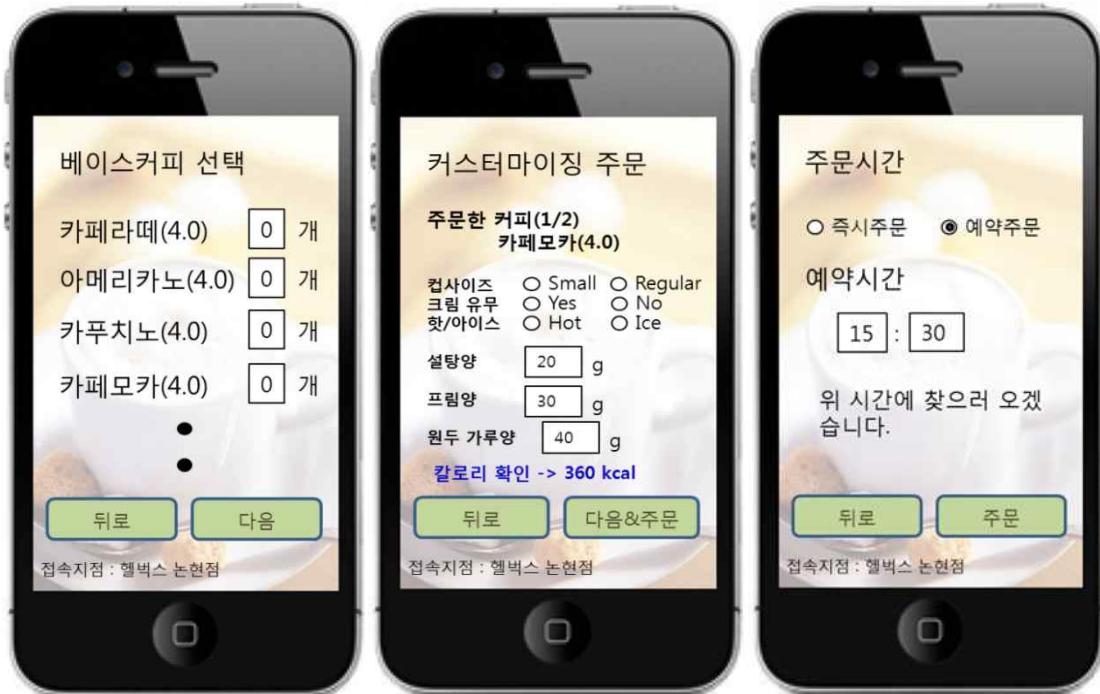 베이스커피 선택
카페라떼(4.0) 0 개
아메리카노(4.0) 0 개
카푸치노(4.0) 0 개
카페모카(4.0) 0 개
뒤로 다음
접속지점 : 헬벅스 논현점
커스터마이징 주문
주문한 커피(1/2)
카페모카(4.0)
컵사이즈 Small Regular
크림 유무 Yes No
핫/아이스 Hot Ice
설탕양 20 g
프림양 30 g
원두 가루양 40 g
칼로리 확인 -> 360 kcal
뒤로 다음&주문
접속지점 : 헬벅스 논현점
주문시간
즉시주문 예약주문
예약시간
15 : 30
위 시간에 찾으러 오겠
습니다.
뒤로 주문
접속지점 : 헬벅스 논현점